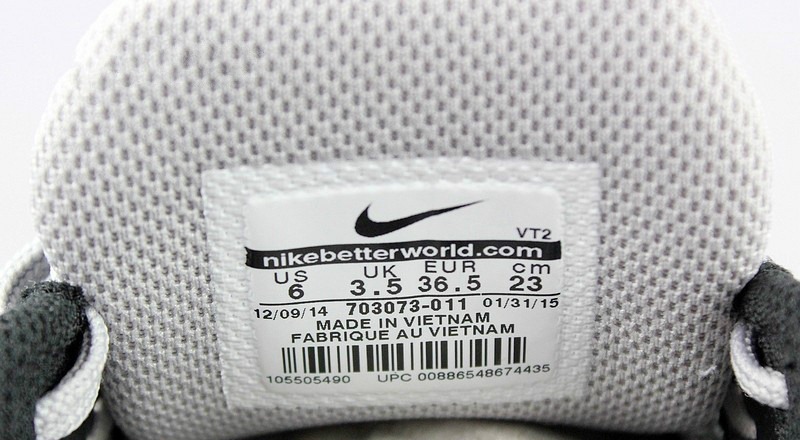 VT2
nikebetterworld.com
US UK EUR cm
6 3.5 36.5 23
12/09/14 703073-011 01/31/15
MADE IN VIETNAM
FABRIQUE AU VIETNAM
105505490 UPC 00886548674435